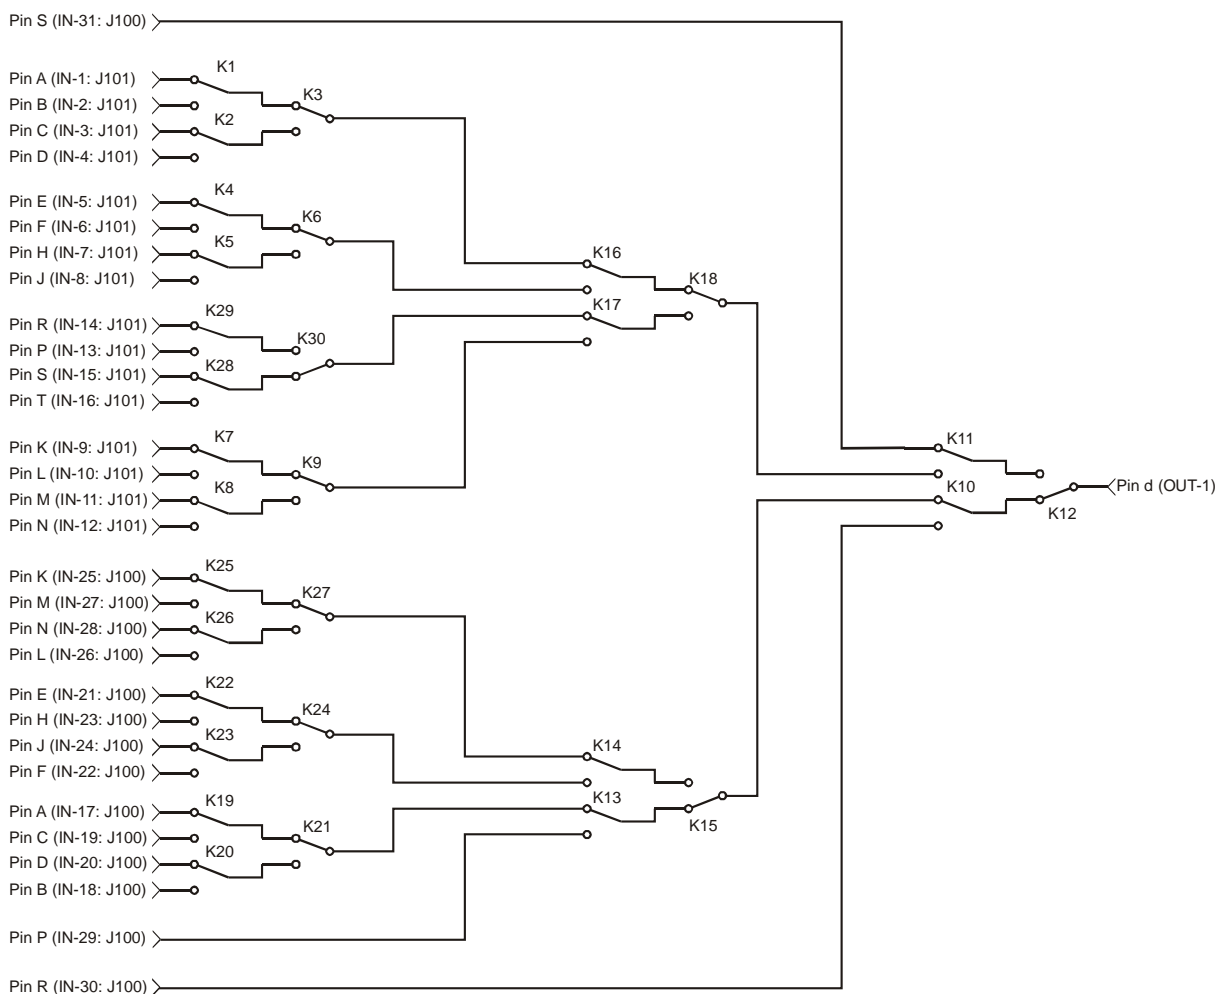 Pin S (IN-31: J100)
Pin A (IN-1: J101)
K1
Pin B (IN-2: J101)
K3
Pin C (IN-3: J101)
K2
Pin D (IN-4: J101)
Pin E (IN-5: J101)
K4
Pin F (IN-6: J101)
K6
Pin H (IN-7: J101)
K5
Pin J (IN-8: J101)
K16
K18
K17
Pin R (IN-14: J101)
K29
Pin P (IN-13: J101)
K30
Pin S (IN-15: J101)
K28
Pin T (IN-16: J101)
Pin K (IN-9: J101)
K7
Pin L (IN-10: J101)
K9
Pin M (IN-11: J101)
K8
Pin N (IN-12: J101)
K11
K10
Pin d (OUT-1)
K12
Pin K (IN-25: J100)
K25
Pin M (IN-27: J100)
K27
Pin N (IN-28: J100)
K26
Pin L (IN-26: J100)
Pin E (IN-21: J100)
K22
Pin H (IN-23: J100)
K24
Pin J (IN-24: J100)
K23
Pin F (IN-22: J100)
K14
K13
K15
Pin A (IN-17: J100)
K19
Pin C (IN-19: J100)
K21
Pin D (IN-20: J100)
K20
Pin B (IN-18: J100)
Pin P (IN-29: J100)
Pin R (IN-30: J100)